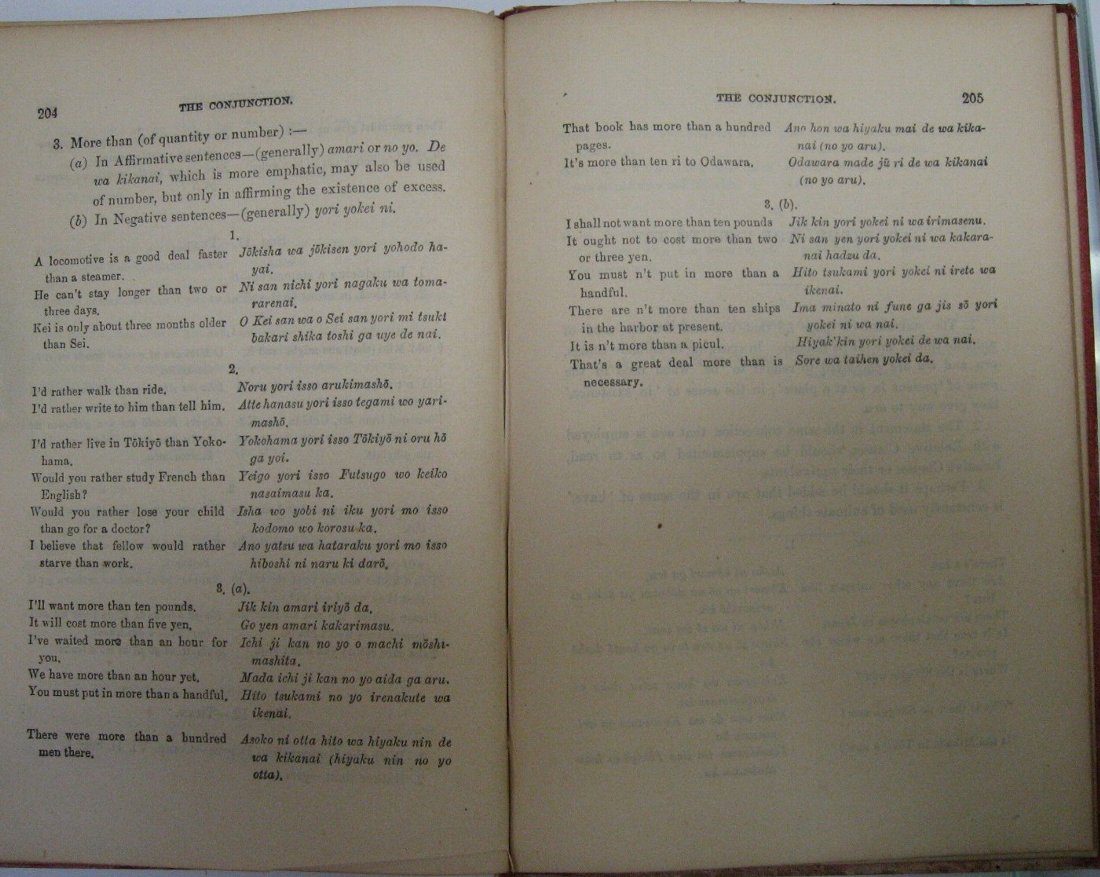 204
THE CONJUNCTION.
3. More than (of quantity or number) :—
(a) In Affirmative sentences—(generally) amari or no yo. De
wa kikanai, which is more emphatic, may also be used
of number, but only in affirming the existence of excess.
(b) In Negative sentences—(generally) yori yokei ni.
1.
A locomotive is a good deal faster
than a steamer.
Jōkisha wa jōkisen yori yohodo ha-
yai.
He can't stay longer than two or
three days.
Ni san nichi yori nagaku wa toma-
rarenai.
Kei is only about three months older
than Sei.
O Kei san wa o Sei san yori mi tsuki
bakari shika toshi ga uye de nai.
2.
I'd rather walk than ride.
Noru yori isso arukimashō.
I'd rather write to him than tell him.
Atte hanasu yori isso tegami wo yari-
mashō.
I'd rather live in Tōkiyō than Yoko-
hama.
Yokohama yori isso Tōkiyō ni oru hō
ga yoi.
Would you rather study French than
English?
Yeigo yori isso Futsugo wo keiko
nasaimasu ka.
Would you rather lose your child
than go for a doctor?
Isha wo yobi ni iku yori mo isso
kodomo wo korosu ka.
I believe that fellow would rather
starve than work.
Ano yatsu wa hataraku yori mo isso
hiboshi ni naru ki darō.
3. (a).
I'll want more than ten pounds.
Jik kin amari iriyō da.
It will cost more than five yen.
Go yen amari kakarimasu.
I've waited more than an hour for
you.
Ichi ji kan no yo o machi mōshi-
mashita.
We have more than an hour yet.
Mada ichi ji kan no yo aida ga aru.
You must put in more than a handful.
Hito tsukami no yo irenakute wa
ikenai.
There were more than a hundred
men there.
Asoko ni otta hito wa hiyaku nin de
wa kikanai (hiyaku nin no yo
otta).
THE CONJUNCTION.
205
That book has more than a hundred
pages.
Ano hon wa hiyaku mai de wa kika-
nai (no yo aru).
It's more than ten ri to Odawara.
Odawara made jū ri de wa kikanai
(no yo aru).
3. (b).
I shall not want more than ten pounds
Jik kin yori yokei ni wa irimasenu.
It ought not to cost more than two
or three yen.
Ni san yen yori yokei ni wa kakara-
nai hadzu da.
You must n't put in more than a
handful.
Hito tsukami yori yokei ni irete wa
ikenai.
There are n't more than ten ships
in the harbor at present.
Ima minato ni fune ga jis sō yori
yokei ni wa nai.
It is n't more than a picul.
Hiyak'kin yori yokei de wa nai.
That's a great deal more than is
necessary.
Sore wa taihen yokei da.